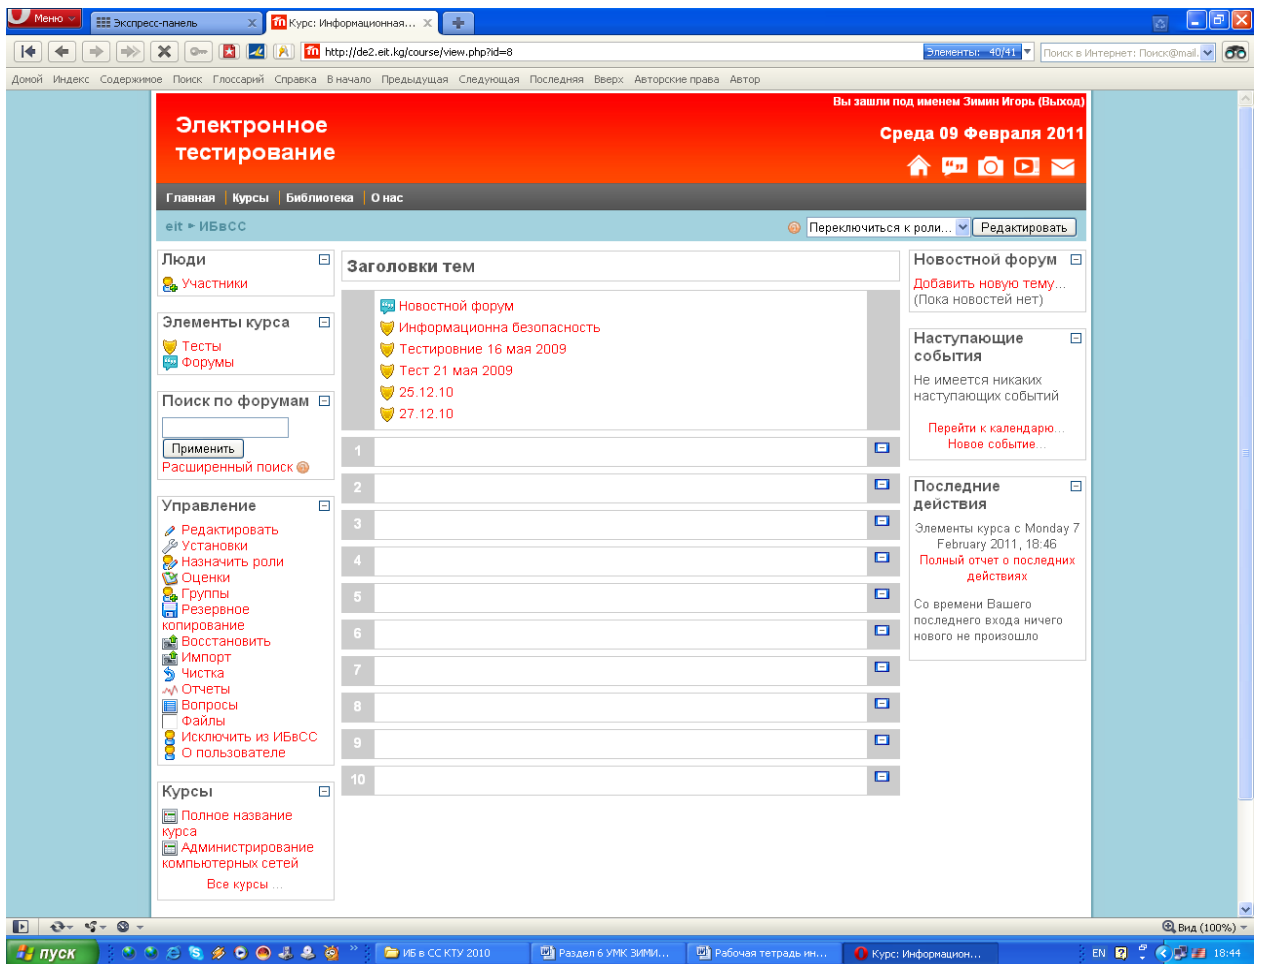 Меню
Экспресс-панель
Курс: Информационная...
http://de2.eit.kg/course/view.php?id=8
Элементы: 40/41
Поиск в Интернет: Поиск@mail.
Домой Индекс Содержимое Поиск Глоссарий Справка В начало Предыдущая Следующая Последняя Вверх Авторские права Автор
Вы зашли под именем Зимин Игорь (Выход)
Электронное
тестирование
Среда 09 Февраля 2011
Главная Курсы Библиотека О нас
eit ► ИБвСС
Переключиться к роли...
Редактировать
Люди
Участники
Элементы курса
Тесты
Форумы
Поиск по форумам
Применить
Расширенный поиск
Управление
Редактировать
Установки
Назначить роли
Оценки
Группы
Резервное
копирование
Восстановить
Импорт
Чистка
Отчеты
Вопросы
Файлы
Исключить из ИБвСС
О пользователе
Курсы
Полное название
курса
Администрирование
компьютерных сетей
Все курсы ...
Заголовки тем
Новостной форум
Информационна безопасность
Тестировние 16 мая 2009
Тест 21 мая 2009
25.12.10
27.12.10
1
2
3
4
5
6
7
8
9
10
Новостной форум
Добавить новую тему...
(Пока новостей нет)
Наступающие
события
Не имеется никаких
наступающих событий
Перейти к календарю...
Новое событие...
Последние
действия
Элементы курса с Monday 7
February 2011, 18:46
Полный отчет о последних
действиях
Со времени Вашего
последнего входа ничего
нового не произошло
Вид (100%)
пуск
ИБ в СС КТУ 2010
Раздел 6 УМК ЗИМИ...
Рабочая тетрадь ин...
Курс: Информацион...
EN
18:44